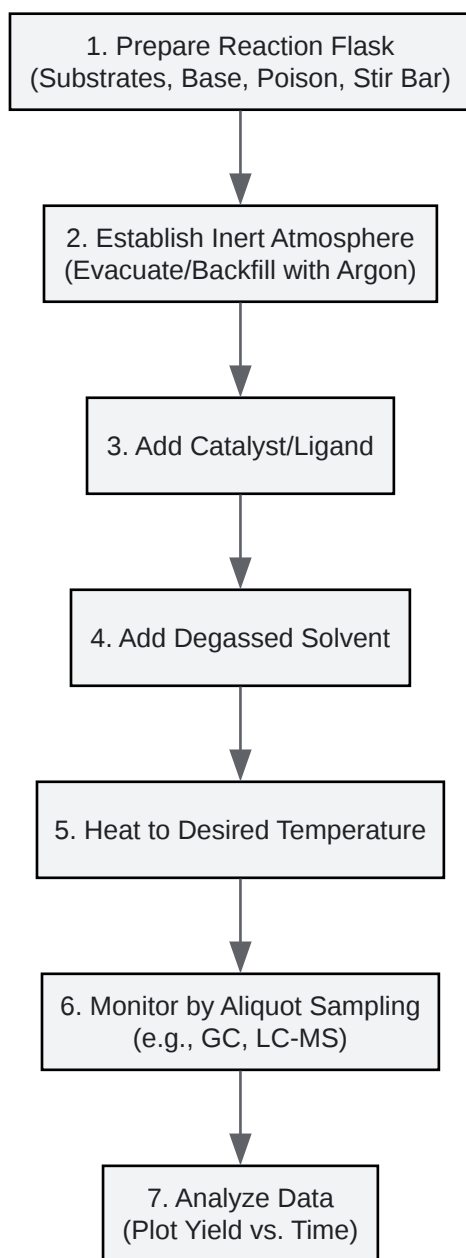 1. Prepare Reaction Flask
(Substrates, Base, Poison, Stir Bar)
2. Establish Inert Atmosphere
(Evacuate/Backfill with Argon)
3. Add Catalyst/Ligand
4. Add Degassed Solvent
5. Heat to Desired Temperature
6. Monitor by Aliquot Sampling
(e.g., GC, LC-MS)
7. Analyze Data
(Plot Yield vs. Time)